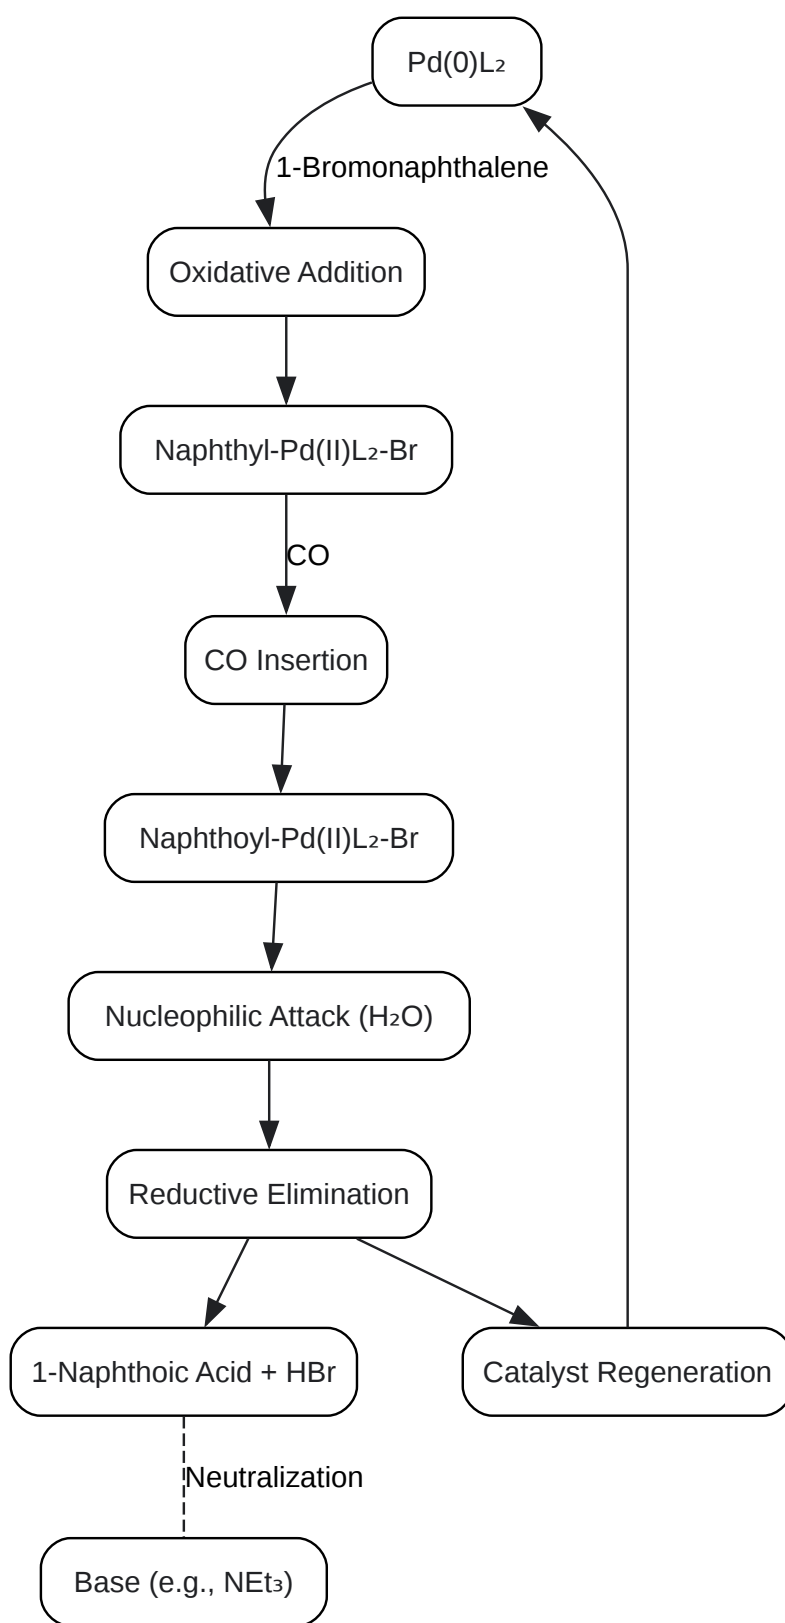 Pd(0)L₂
1-Bromonaphthalene
Oxidative Addition
Naphthyl-Pd(II)L₂-Br
CO
CO Insertion
Naphthoyl-Pd(II)L₂-Br
Nucleophilic Attack (H₂O)
Reductive Elimination
1-Naphthoic Acid + HBr
Catalyst Regeneration
Neutralization
Base (e.g., NEt₃)